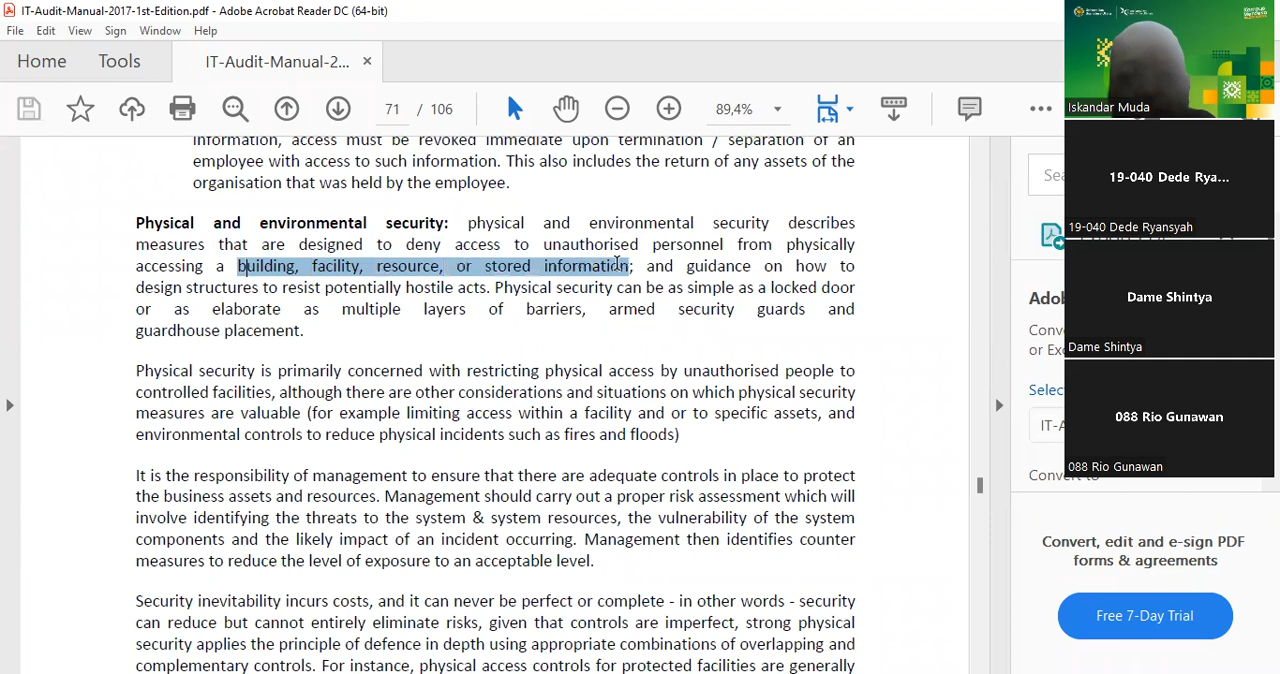 IT-Audit-Manual-2017-1st-Edition.pdf - Adobe Acrobat Reader DC (64-bit)
File Edit View Sign Window Help
Home Tools IT-Audit-Manual-2... ×
71 / 106 89,4%
information, access must be revoked immediate upon termination / separation of an
employee with access to such information. This also includes the return of any assets of the
organisation that was held by the employee.
Physical and environmental security: physical and environmental security describes
measures that are designed to deny access to unauthorised personnel from physically
accessing a building, facility, resource, or stored information; and guidance on how to
design structures to resist potentially hostile acts. Physical security can be as simple as a locked door
or as elaborate as multiple layers of barriers, armed security guards and
guardhouse placement.
Physical security is primarily concerned with restricting physical access by unauthorised people to
controlled facilities, although there are other considerations and situations on which physical security
measures are valuable (for example limiting access within a facility and or to specific assets, and
environmental controls to reduce physical incidents such as fires and floods)
It is the responsibility of management to ensure that there are adequate controls in place to protect
the business assets and resources. Management should carry out a proper risk assessment which will
involve identifying the threats to the system & system resources, the vulnerability of the system
components and the likely impact of an incident occurring. Management then identifies counter
measures to reduce the level of exposure to an acceptable level.
Security inevitability incurs costs, and it can never be perfect or complete - in other words - security
can reduce but cannot entirely eliminate risks, given that controls are imperfect, strong physical
security applies the principle of defence in depth using appropriate combinations of overlapping and
complementary controls. For instance, physical access controls for protected facilities are generally
Sea
Adob
Conve
or Exc
Select
IT-A
Conve
Convert, edit and e-sign PDF
forms & agreements
Free 7-Day Trial
Iskandar Muda
19-040 Dede Rya...
19-040 Dede Ryansyah
Dame Shintya
Dame Shintya
088 Rio Gunawan
088 Rio Gunawan